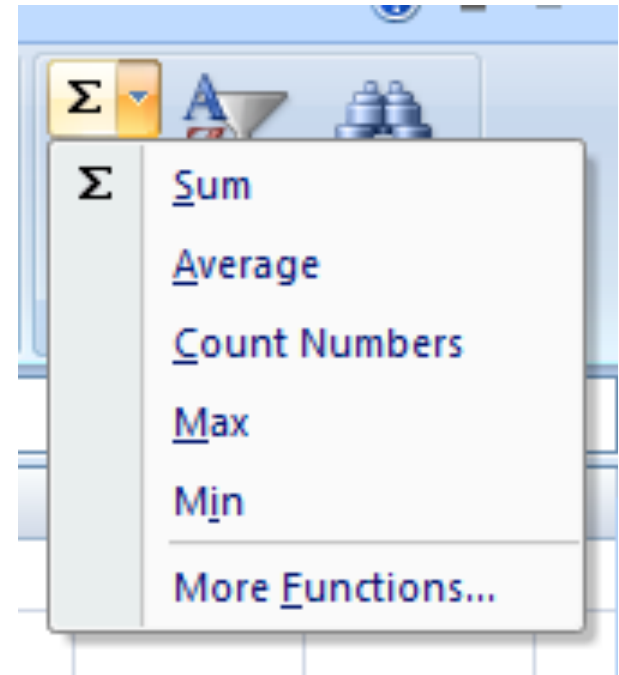 Σ
Σ Sum
Average
Count Numbers
Max
Min
More Functions...